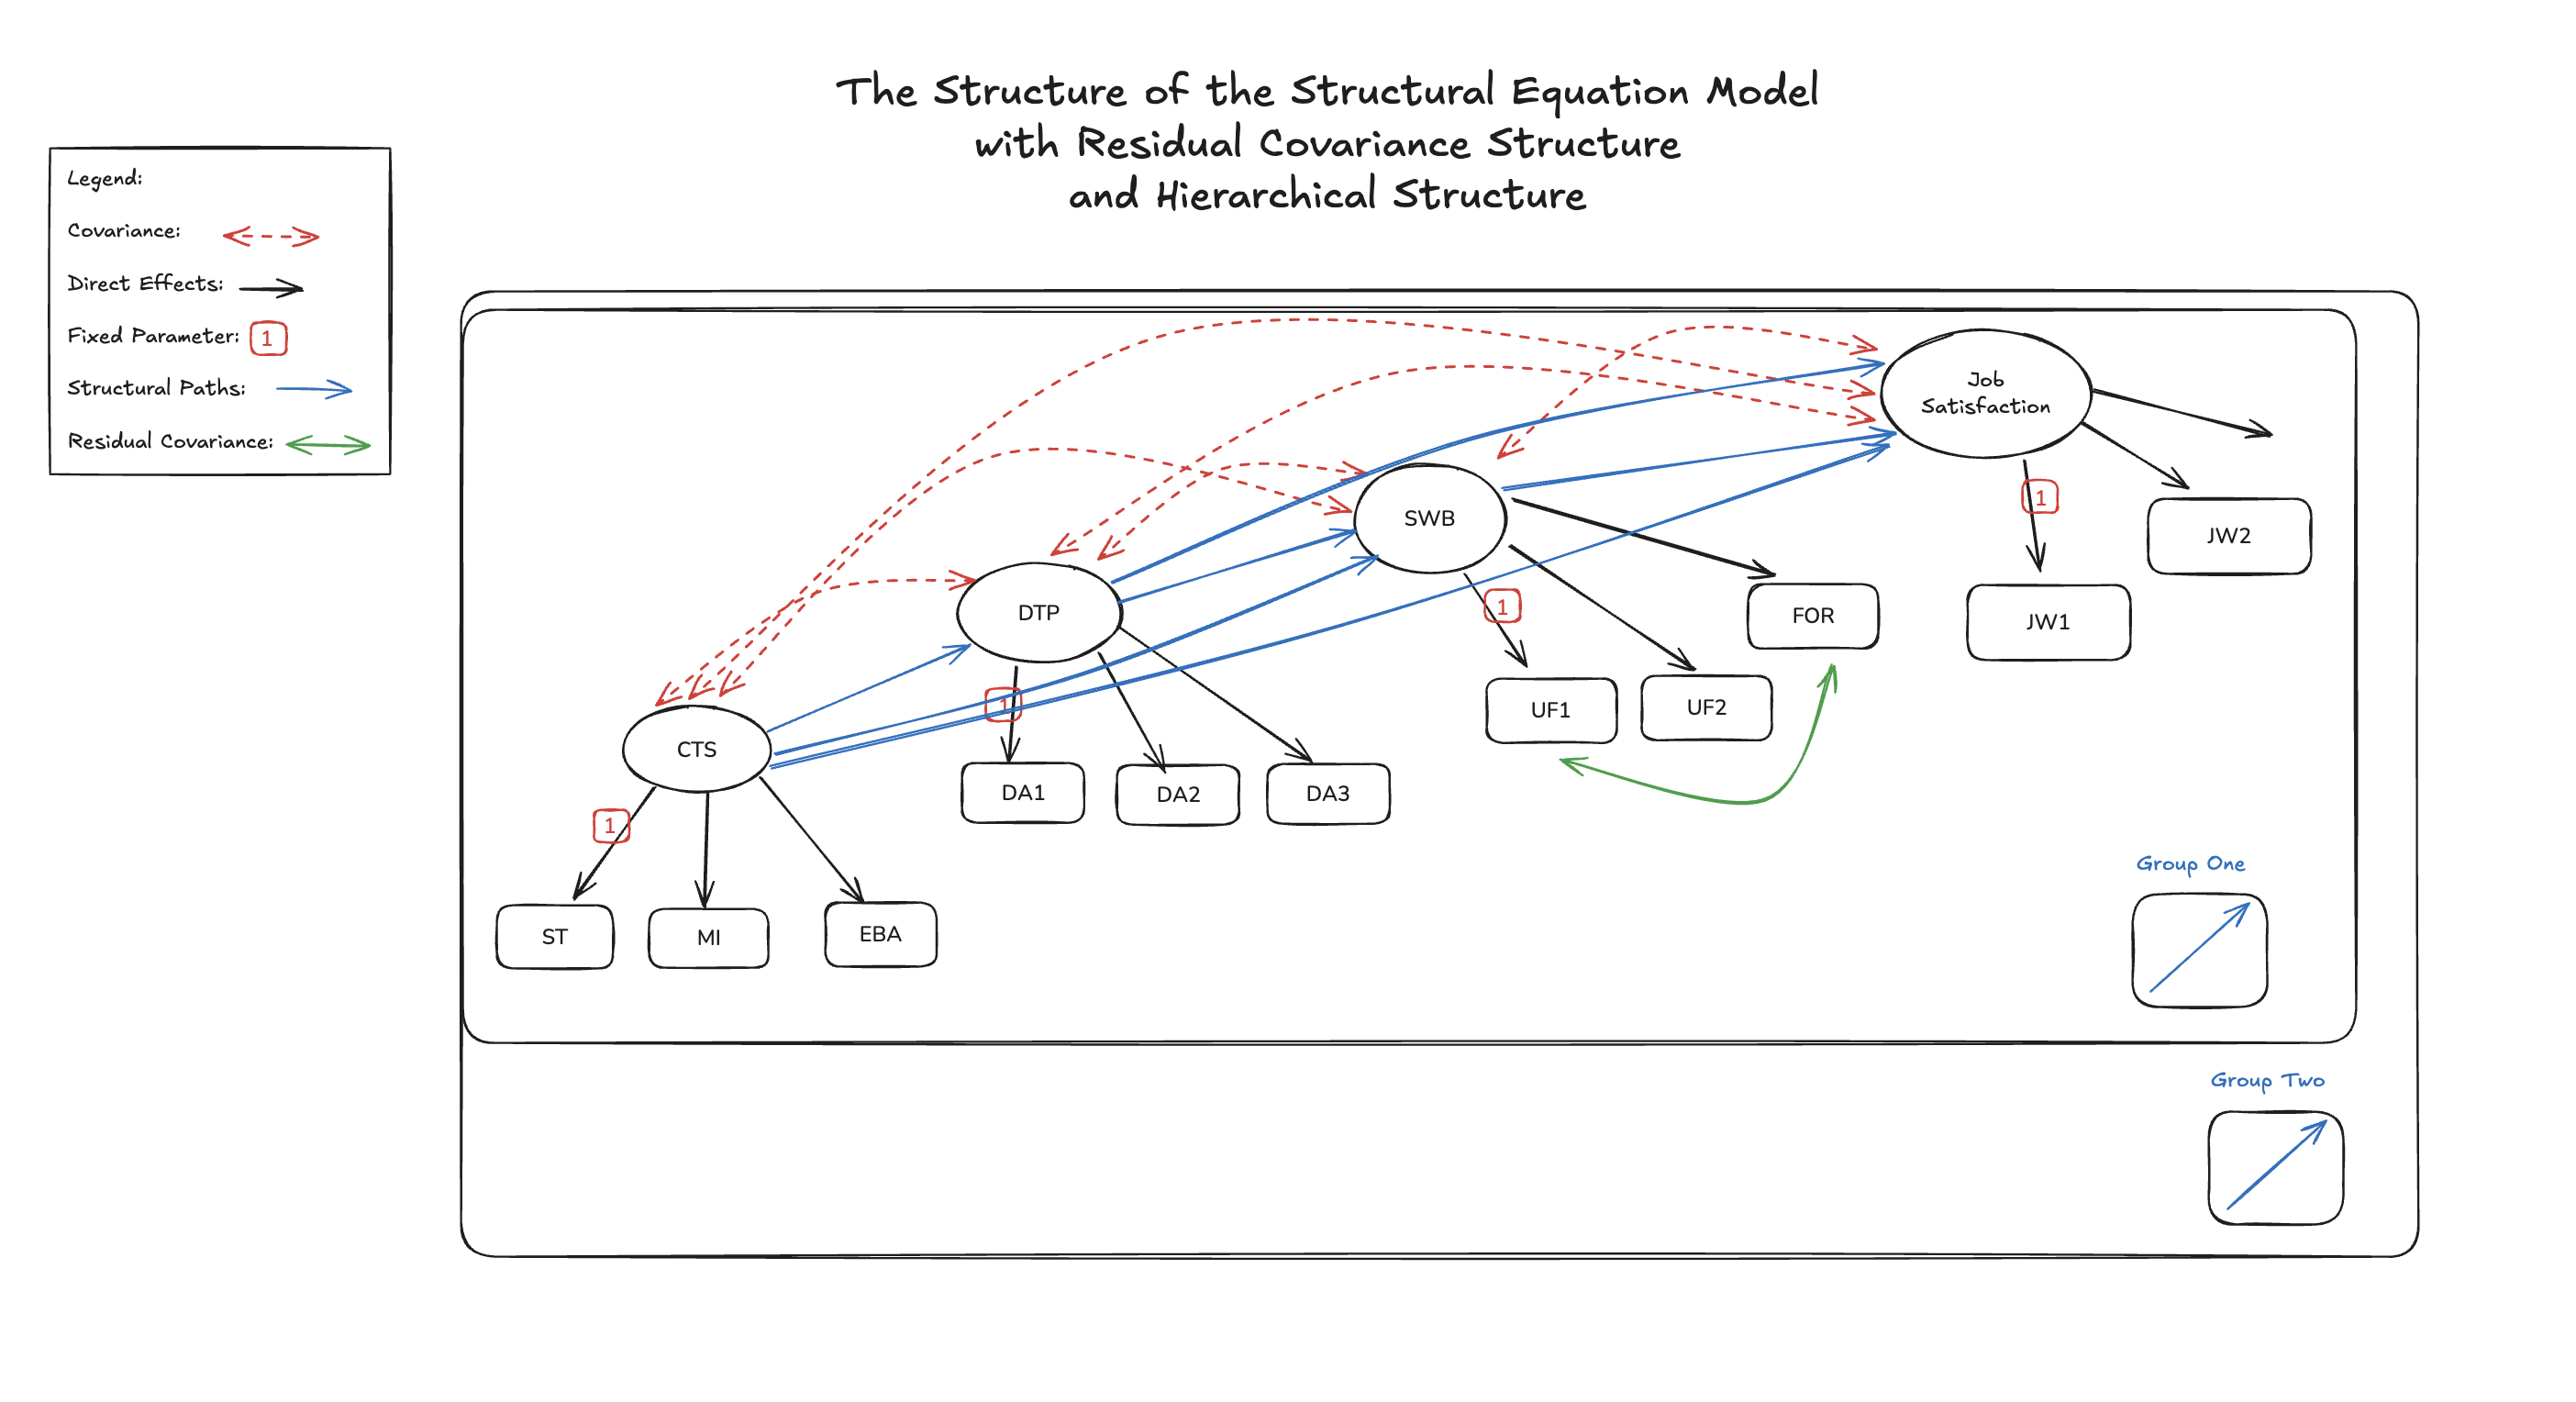 The Structure of the Structural Equation Model
with Residual Covariance Structure
and Hierarchical Structure
Legend:
Covariance:
Direct Effects:
Fixed Parameter: 1
Structural Paths:
Residual Covariance:
Job
Satisfaction
1
JW2
JW1
SWB
1
FOR
UF1
UF2
DTP
1
DA1
DA2
DA3
CTS
1
ST
MI
EBA
Group One
Group Two